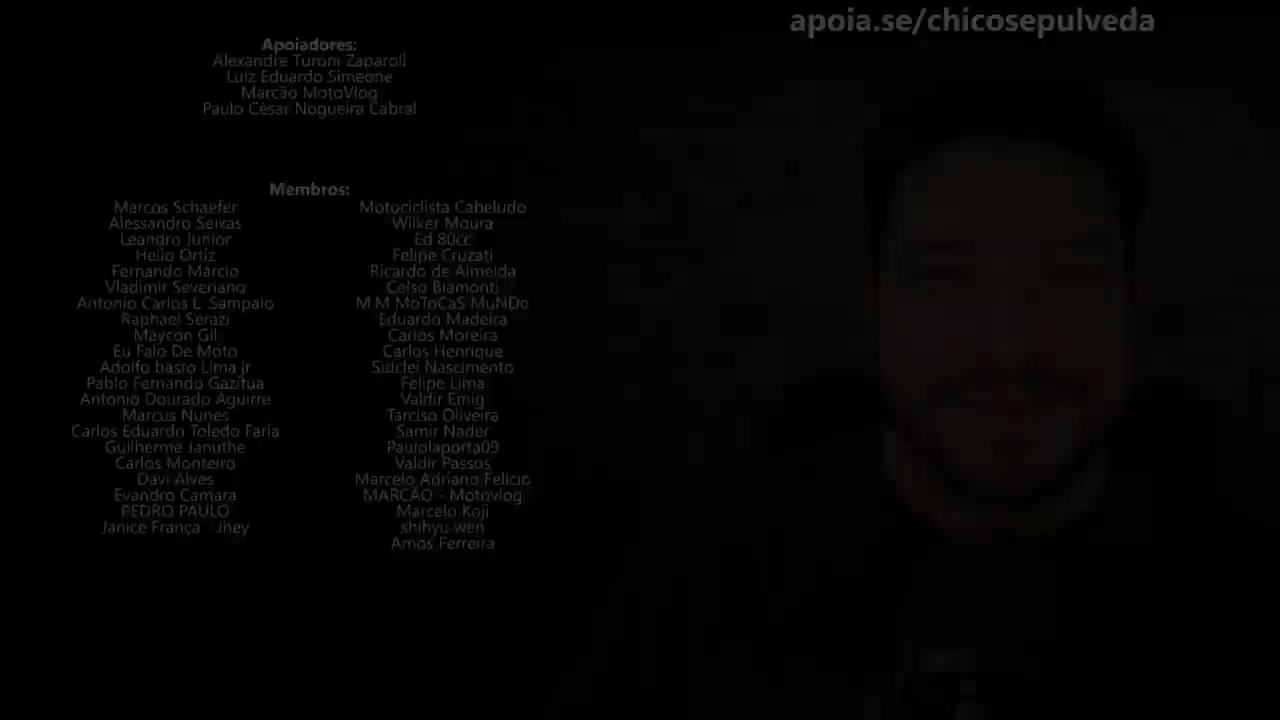 apoia.se/chicosepulveda
Apoiadores:
Alexandre Turom Zaparoli
Luiz Eduardo Simeone
Marcão MotoVlog
Paulo César Nogueira Cabral
Membros:
Marcos Schaefer
Alessandro Seixas
Leandro Junior
Helio Ortiz
Fernando Márcio
Vladimir Severiano
Antonio Carlos L. Sampaio
Raphael Serazi
Maycon Gil
Eu Falo De Moto
Adolfo basto Lima jr
Pablo Fernando Gazitúa
Antonio Dourado Aguirre
Marcus Nunes
Carlos Eduardo Toledo Faria
Guilherme Januthe
Carlos Monteiro
Davi Alves
Evandro Camara
PEDRO PAULO
Janice França - Jhey
Motociclista Cabeludo
Wilker Moura
Ed 80cc
Felipe Cruzati
Ricardo de Almeida
Celso Biamonti
M M MoToCaS MuNDo
Eduardo Madeira
Carlos Moreira
Carlos Henrique
Sidclei Nascimento
Felipe Lima
Valdir Emig
Tarciso Oliveira
Samir Nader
Paulolaporta09
Valdir Passos
Marcelo Adriano Felicio
MARCÃO - Motovlog
Marcelo Koji
shihyu wen
Amos Ferreira